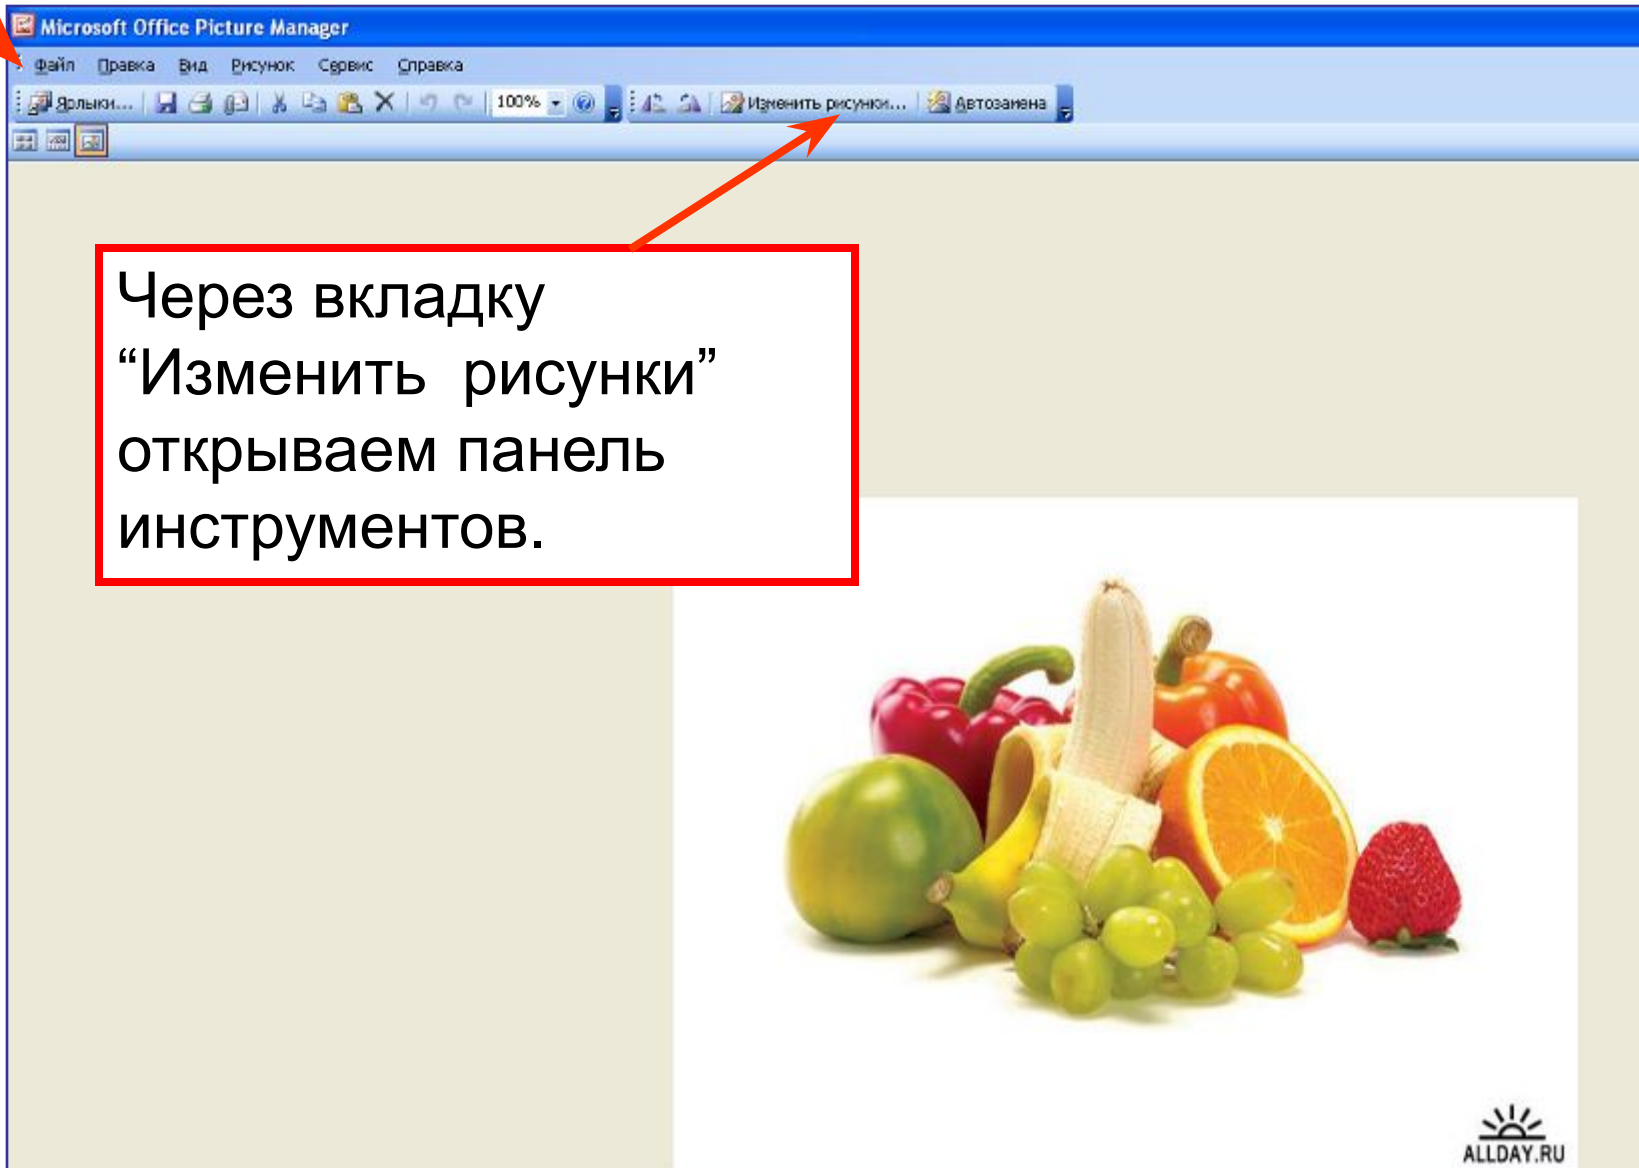 Microsoft Office Picture Manager
Файл Правка Вид Рисунок Сервис Справка
Ярлыки... 100% Изменить рисунки... Автозамена
Через вкладку
“Изменить рисунки”
открываем панель
инструментов.
ALLDAY.RU